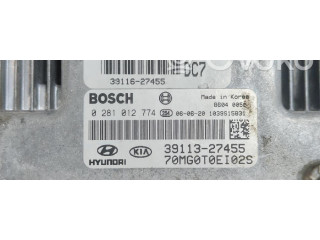 39116-27455 DC7
BOSCH Made in Korea
0 281 012 774
HYUNDAI KIA 39113-27455
70MG0T0EI02S